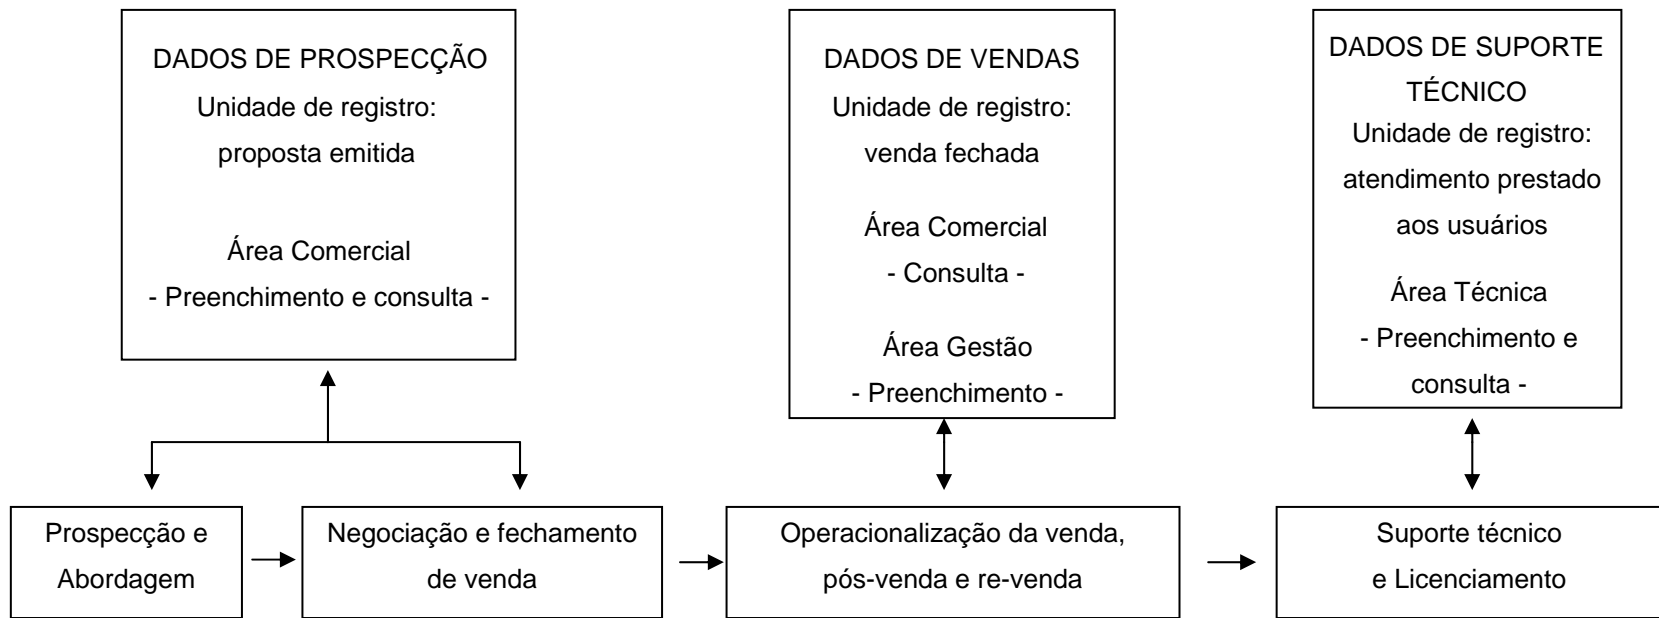 DADOS DE PROSPECÇÃO
Unidade de registro:
proposta emitida
Área Comercial
- Preenchimento e consulta -
DADOS DE VENDAS
Unidade de registro:
venda fechada
Área Comercial
- Consulta -
Área Gestão
- Preenchimento -
DADOS DE SUPORTE
TÉCNICO
Unidade de registro:
atendimento prestado
aos usuários
Área Técnica
- Preenchimento e
consulta -
Prospecção e
Abordagem
Negociação e fechamento
de venda
Operacionalização da venda,
pós-venda e re-venda
Suporte técnico
e Licenciamento